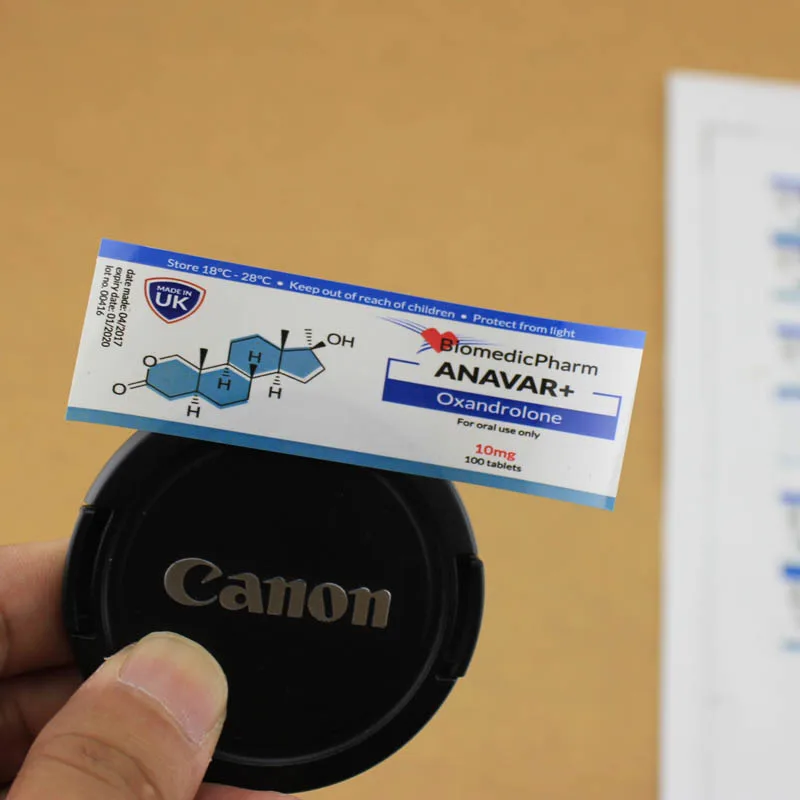 Store 18°C - 28°C • Keep out of reach of children • Protect from light
date made: 04/2017
expiry date: 01/2020
lot no. 00416
MADE IN
UK
OH
O
O
H
H
H
H
BiomedicPharm
ANAVAR+
Oxandrolone
For oral use only
10mg
100 tablets
Canon